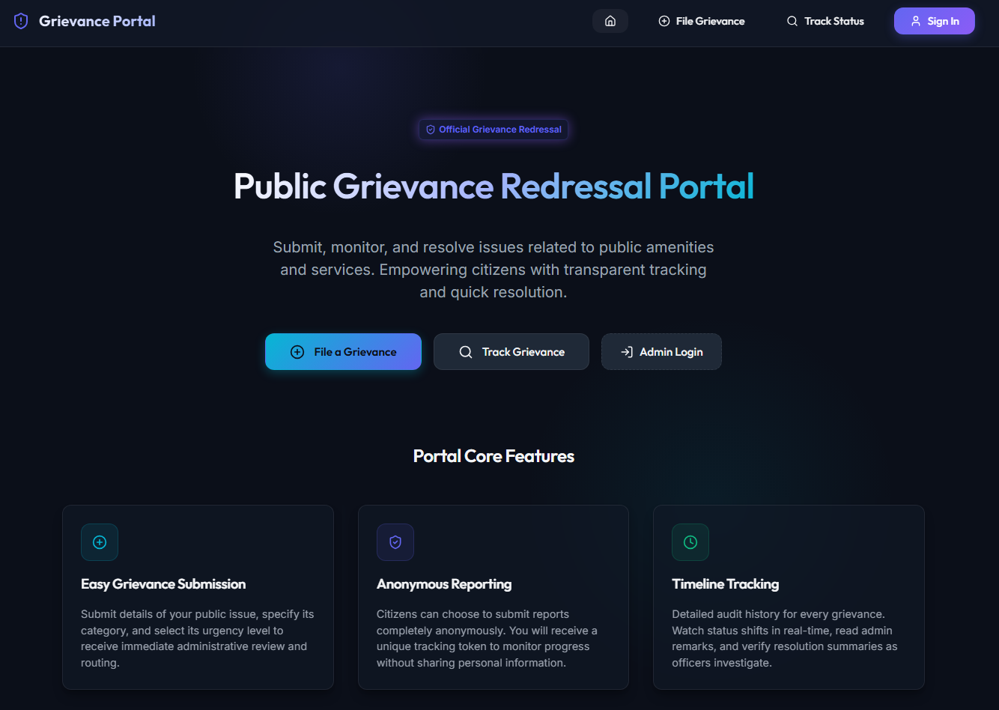 Grievance Portal
File Grievance
Track Status
Sign In
Official Grievance Redressal
Public Grievance Redressal Portal
Submit, monitor, and resolve issues related to public amenities
and services. Empowering citizens with transparent tracking
and quick resolution.
File a Grievance
Track Grievance
Admin Login
Portal Core Features
Easy Grievance Submission
Submit details of your public issue, specify its
category, and select its urgency level to
receive immediate administrative review and
routing.
Anonymous Reporting
Citizens can choose to submit reports
completely anonymously. You will receive a
unique tracking token to monitor progress
without sharing personal information.
Timeline Tracking
Detailed audit history for every grievance.
Watch status shifts in real-time, read admin
remarks, and verify resolution summaries as
officers investigate.